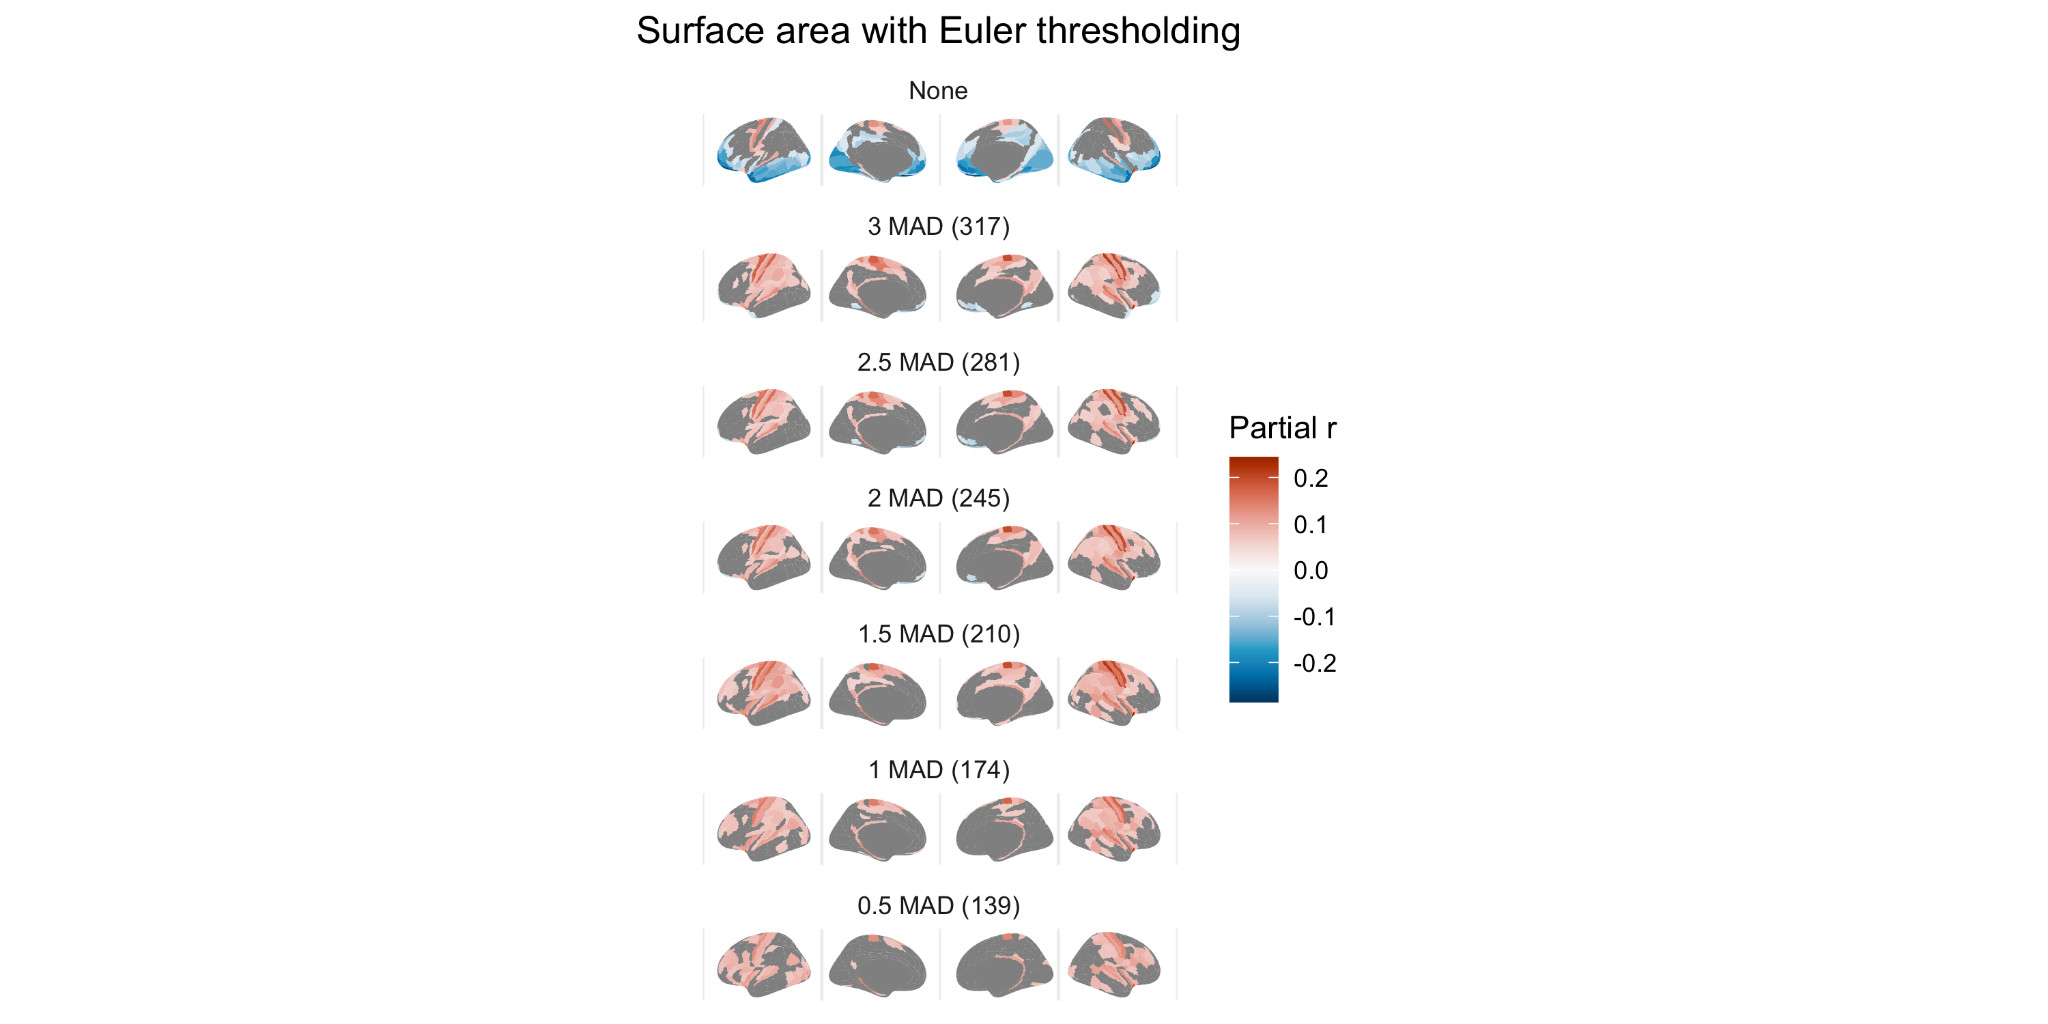 Surface area with Euler thresholding
None
3 MAD (317)
2.5 MAD (281)
2 MAD (245)
1.5 MAD (210)
1 MAD (174)
0.5 MAD (139)
Partial r
0.2
0.1
0.0
-0.1
-0.2